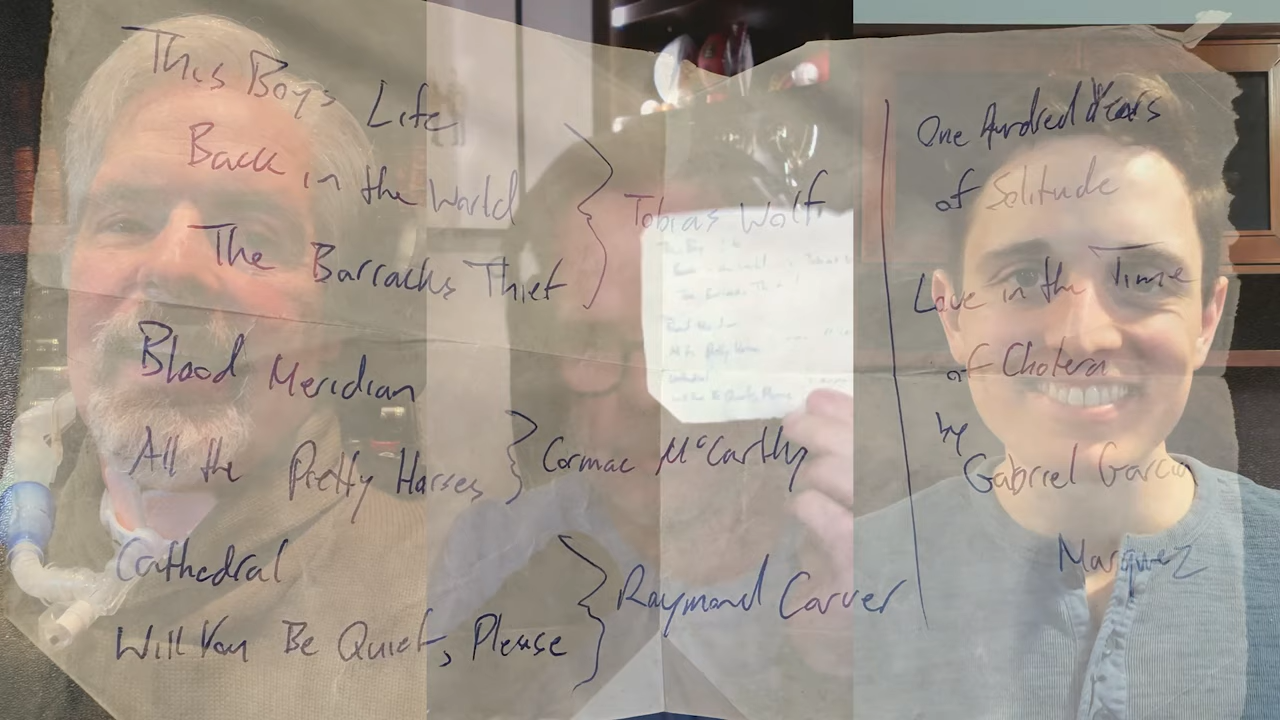 This Boy's Life
Back in the World
The Barracks Thief
Tobias Wolf
Blood Meridian
All the Pretty Horses
Cormac McCarthy
Cathedral
Will You Be Quiet, Please
Raymond Carver
One Hundred Years
of Solitude
Love in the Time
of Cholera
by
Gabriel Garcia
Marquez